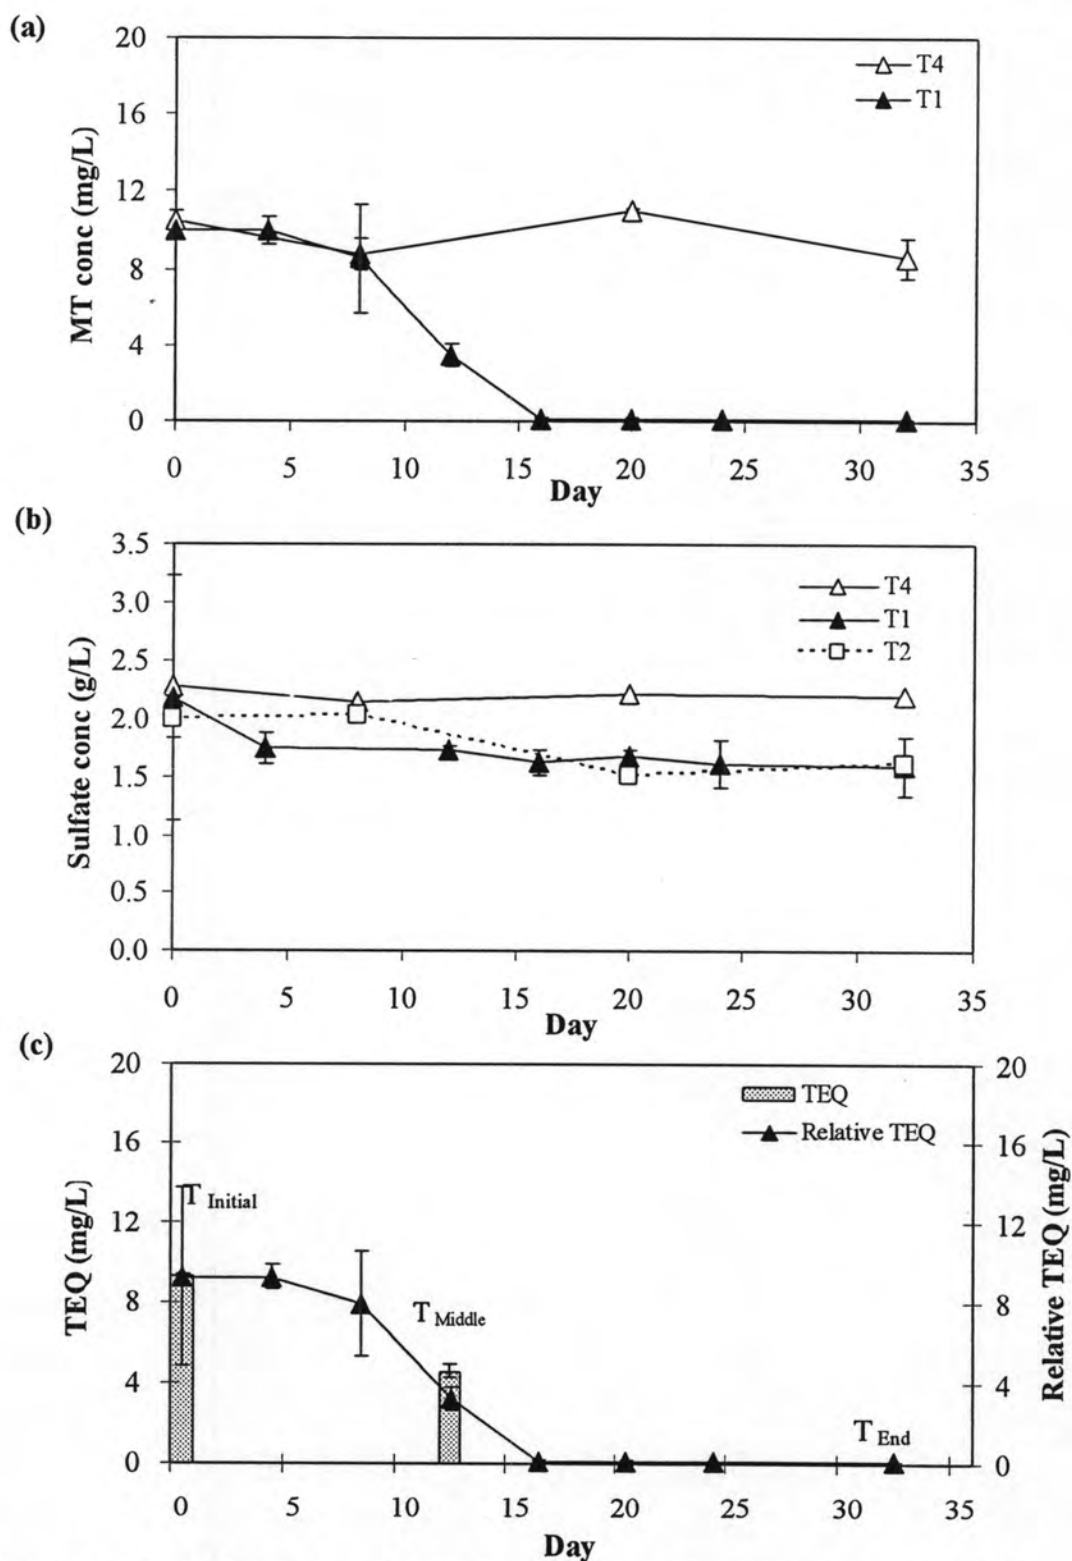 (a)
20
16
12
8
4
0
MT conc (mg/L)
T4
T1
0 5 10 15 20 25 30 35
Day
(b)
3.5
3.0
2.5
2.0
1.5
1.0
0.5
0.0
Sulfate conc (g/L)
T4
T1
T2
0 5 10 15 20 25 30 35
Day
(c)
20
16
12
8
4
0
TEQ (mg/L)
TEQ
Relative TEQ
T Initial
T Middle
T End
20
16
12
8
4
0
Relative TEQ (mg/L)
0 5 10 15 20 25 30 35
Day